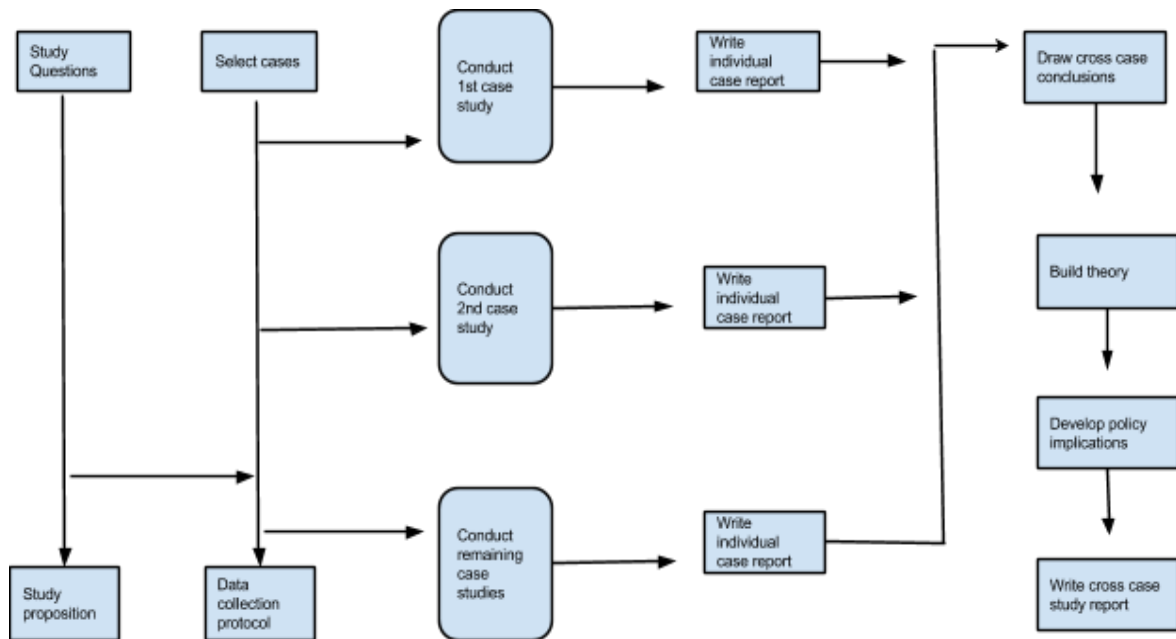 Study
Questions
Select cases
Conduct
1st case
study
Write
individual
case report
Draw cross case
conclusions
Conduct
2nd case
study
Write
individual
case report
Build theory
Develop policy
implications
Conduct
remaining
case
studies
Write
individual
case report
Study
proposition
Data
collection
protocol
Write cross case
study report